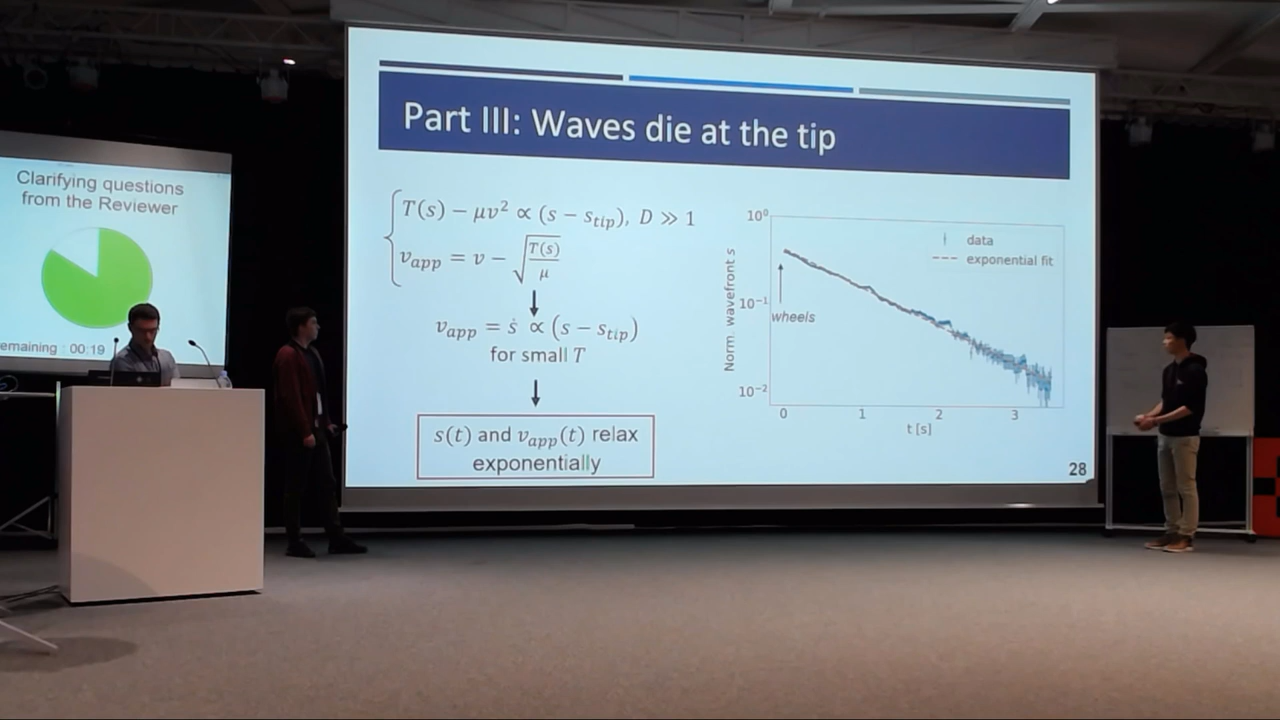 Clarifying questions
from the Reviewer
emaining : 00:19
Part III: Waves die at the tip
T(s) − μv² ∝ (s − s_tip), D ≫ 1
v_app = v − √(T(s)/μ)
v_app = ṡ ∝ (s − s_tip)
for small T
s(t) and v_app(t) relax
exponentially
Norm. wavefront s
10⁰
10⁻¹
10⁻²
data
exponential fit
wheels
0 1 2 3
t [s]
28